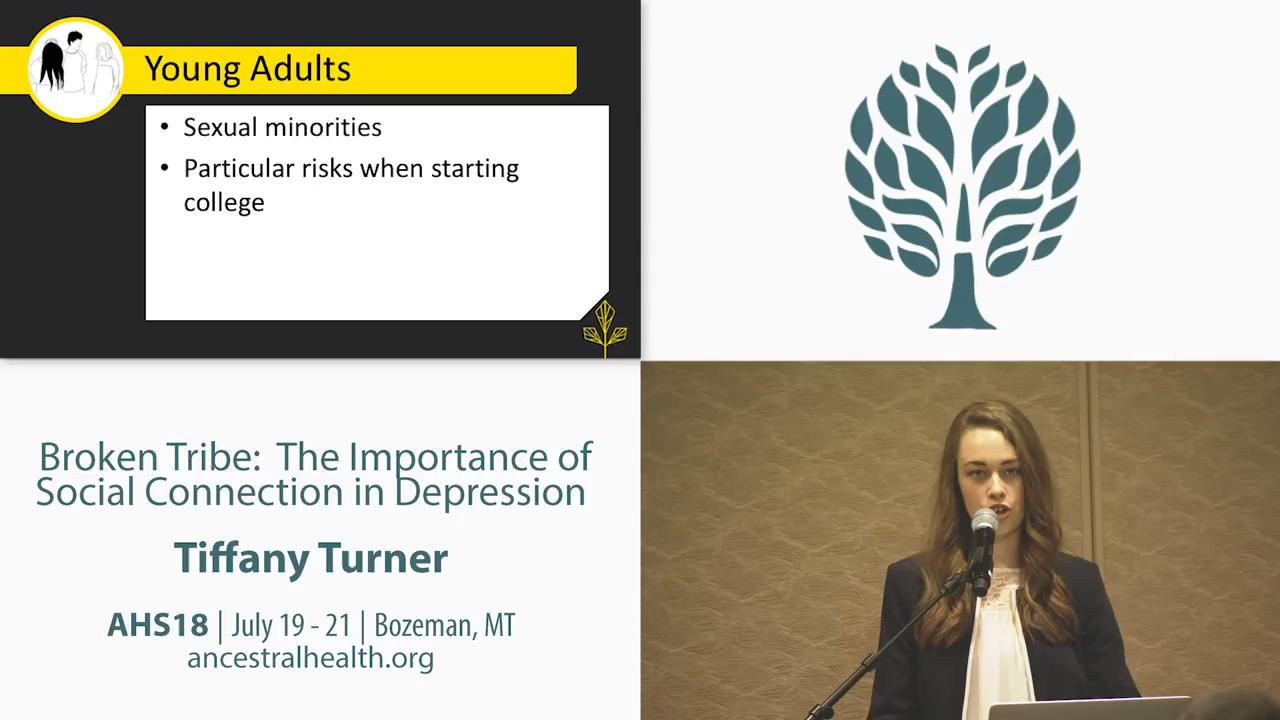 Young Adults
• Sexual minorities
• Particular risks when starting
college
Broken Tribe: The Importance of
Social Connection in Depression
Tiffany Turner
AHS18 | July 19 - 21 | Bozeman, MT
ancestralhealth.org